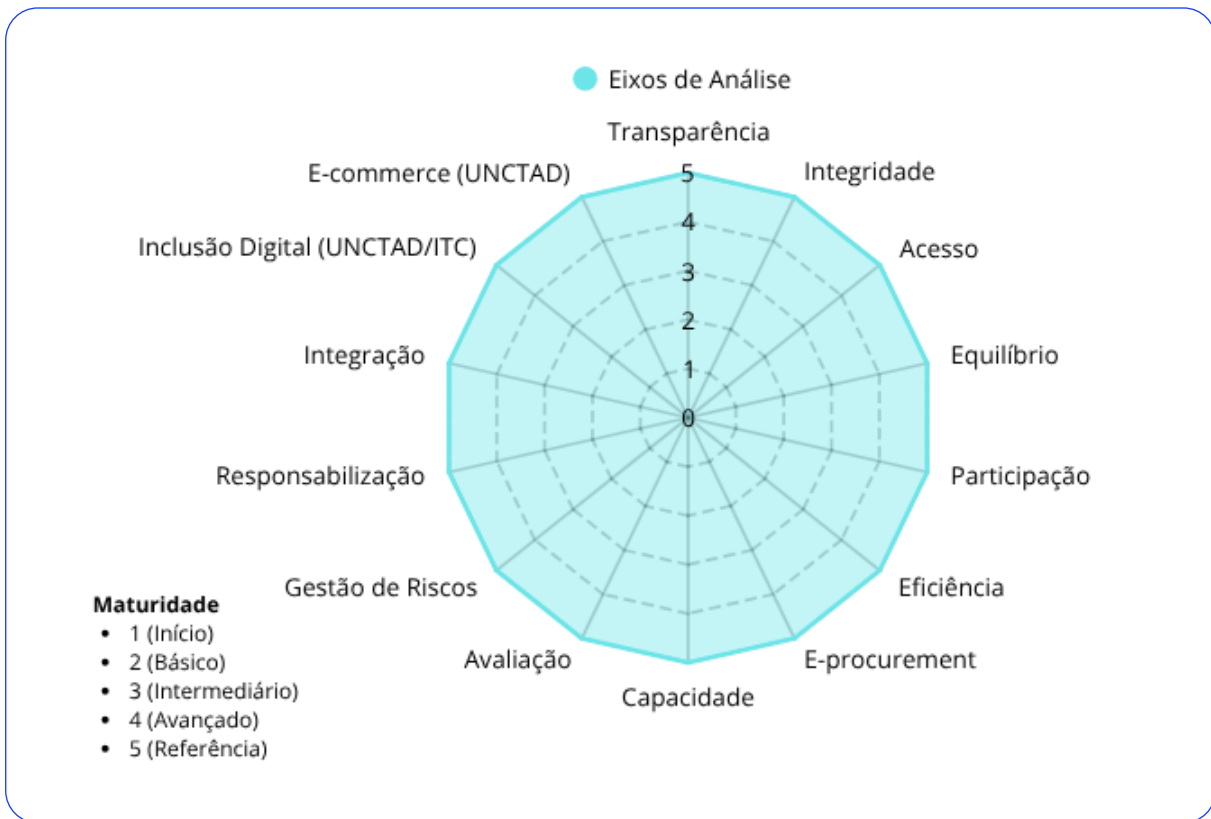 Eixos de Análise
Transparência
E-commerce (UNCTAD)
Integridade
Inclusão Digital (UNCTAD/ITC)
Acesso
Integração
Equilíbrio
Responsabilização
Participação
Gestão de Riscos
Eficiência
Avaliação
E-procurement
Capacidade
5
4
3
2
1
0
Maturidade
• 1 (Início)
• 2 (Básico)
• 3 (Intermediário)
• 4 (Avançado)
• 5 (Referência)